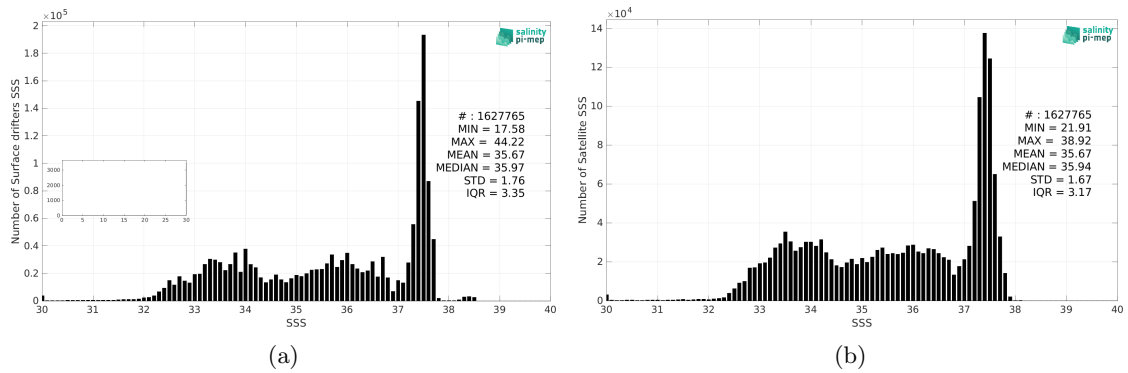 ×10⁵
2
1.8
1.6
1.4
1.2
1
0.8
0.6
0.4
0.2
0
Number of Surface drifters SSS
salinity
pi-mep
# : 1627765
MIN = 17.58
MAX = 44.22
MEAN = 35.67
MEDIAN = 35.97
STD = 1.76
IQR = 3.35
3000
2000
1000
0
0 5 10 15 20 25 30
30 31 32 33 34 35 36 37 38 39 40
SSS
(a)
×10⁴
14
12
10
8
6
4
2
0
Number of Satellite SSS
salinity
pi-mep
# : 1627765
MIN = 21.91
MAX = 38.92
MEAN = 35.67
MEDIAN = 35.94
STD = 1.67
IQR = 3.17
30 31 32 33 34 35 36 37 38 39 40
SSS
(b)